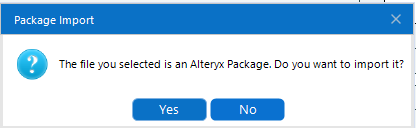 Package Import
The file you selected is an Alteryx Package. Do you want to import it?
Yes
No